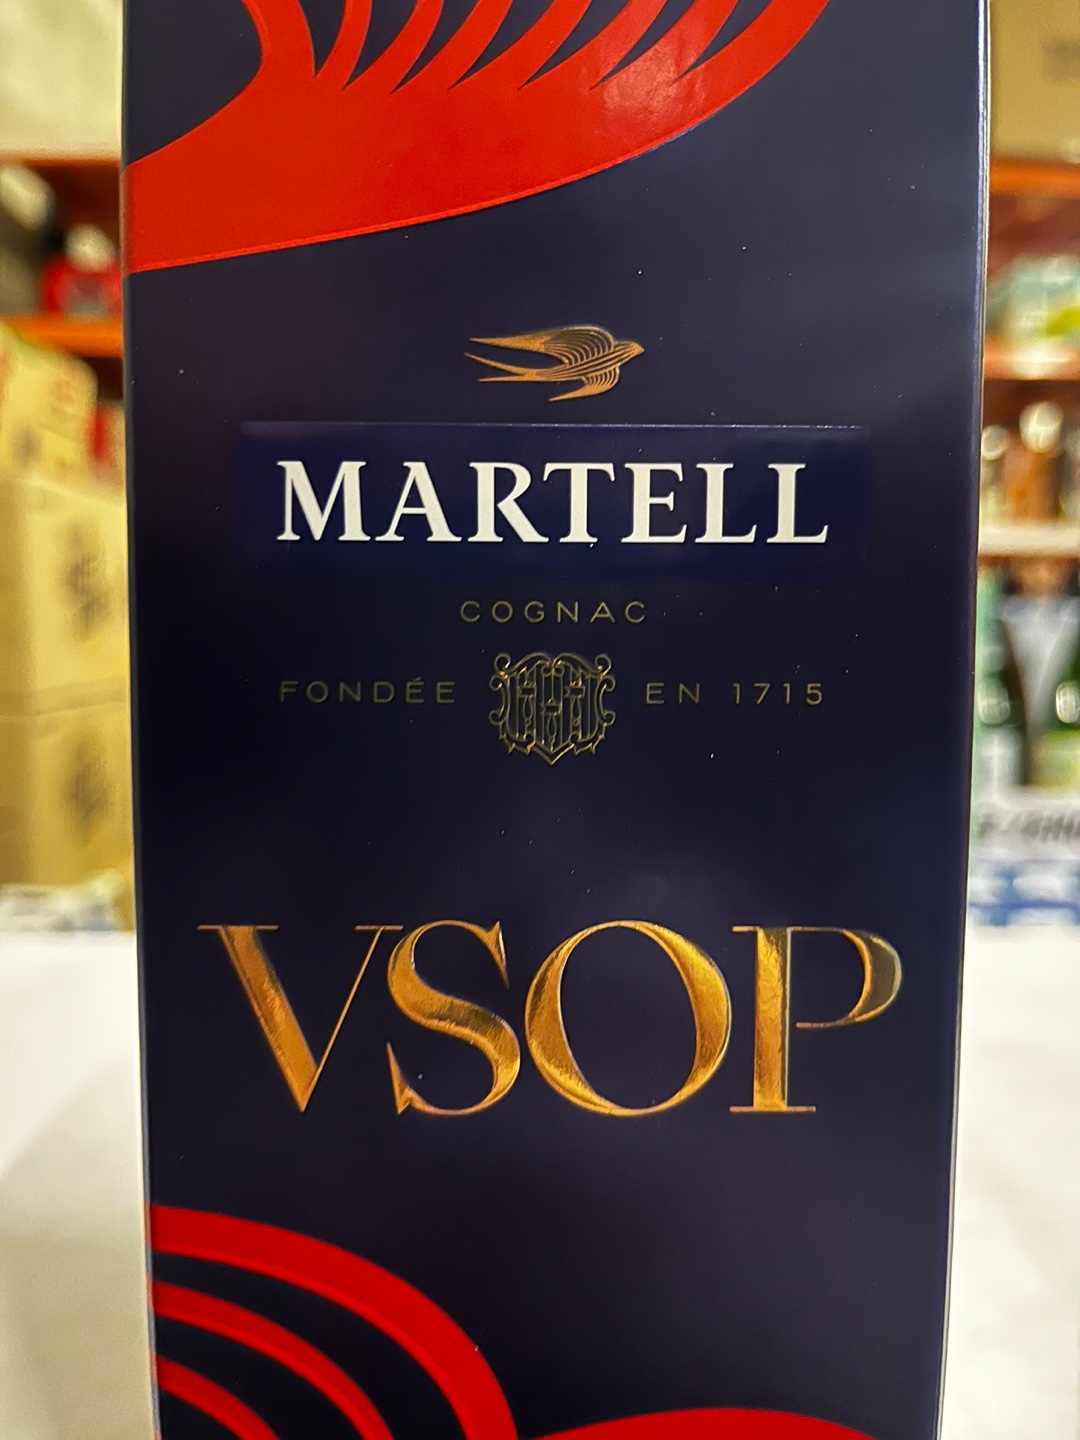 MARTELL
COGNAC
FONDÉE EN 1715
VSOP